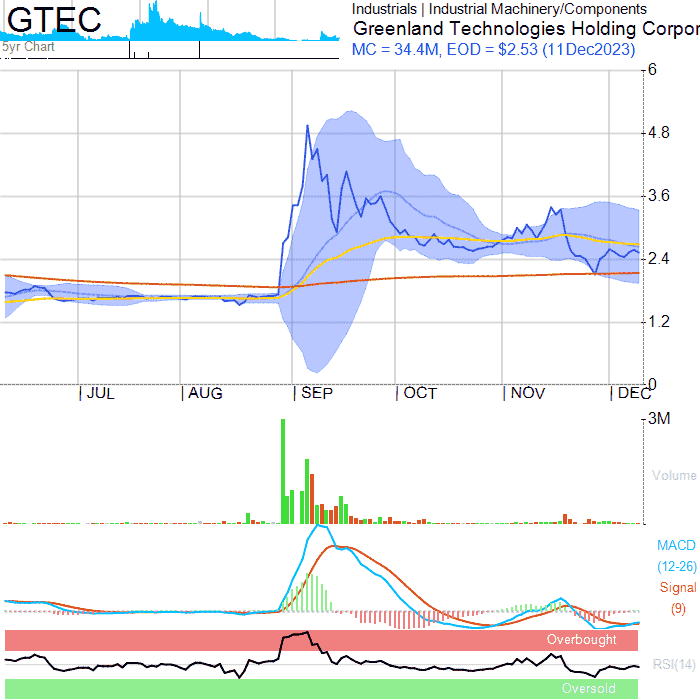 GTEC
5yr Chart
Industrials | Industrial Machinery/Components
Greenland Technologies Holding Corpor
MC = 34.4M, EOD = $2.53 (11Dec2023)
6
4.8
3.6
2.4
1.2
0
JUL AUG SEP OCT NOV DEC
3M
Volume
MACD
(12-26)
Signal
(9)
Overbought
RSI(14)
Oversold